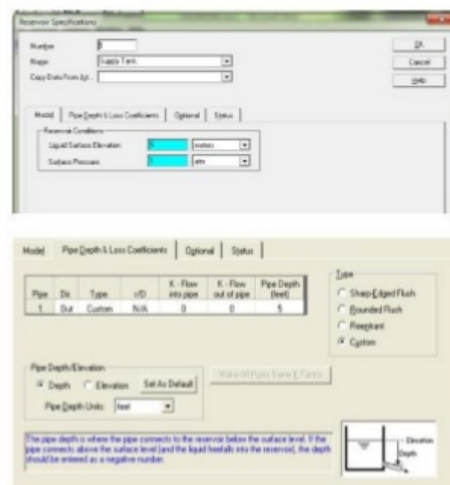 Reservoir Specifications
Number
OK
Name
Supply Tank
Cancel
Copy Data From Jct...
Help
Model Pipe Depth & Loss Coefficients Optional Status
Reservoir Conditions
Liquid Surface Elevation meters
Surface Pressure atm
Model Pipe Depth & Loss Coefficients Optional Status
Pipe Dir. Type r/D K - Flow into pipe K - Flow out of pipe Pipe Depth (feet)
1 Out Custom N/A 0 0 5
Type
Sharp-Edged Flush
Rounded Flush
Reentrant
Custom
Pipe Depth/Elevation
Depth Elevation Set As Default
Make All Pipes Same K Factor
Pipe Depth Units: feet
The pipe depth is where the pipe connects to the reservoir below the surface level. If the
pipe connects above the surface level (and the liquid freefalls into the reservoir), the depth
should be entered as a negative number.
Elevation
Depth